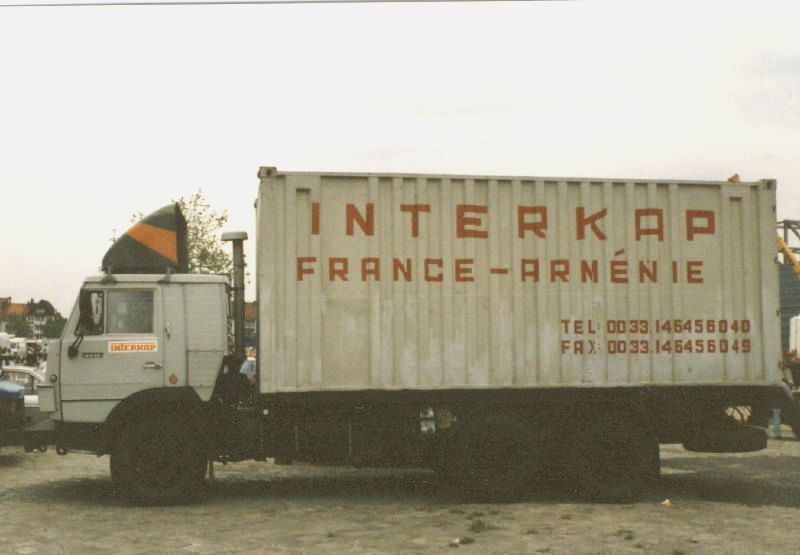 INTERKAP
FRANCE-ARMÉNIE
TEL: 0033.146456040
FAX: 0033.146456049
INTERKAP